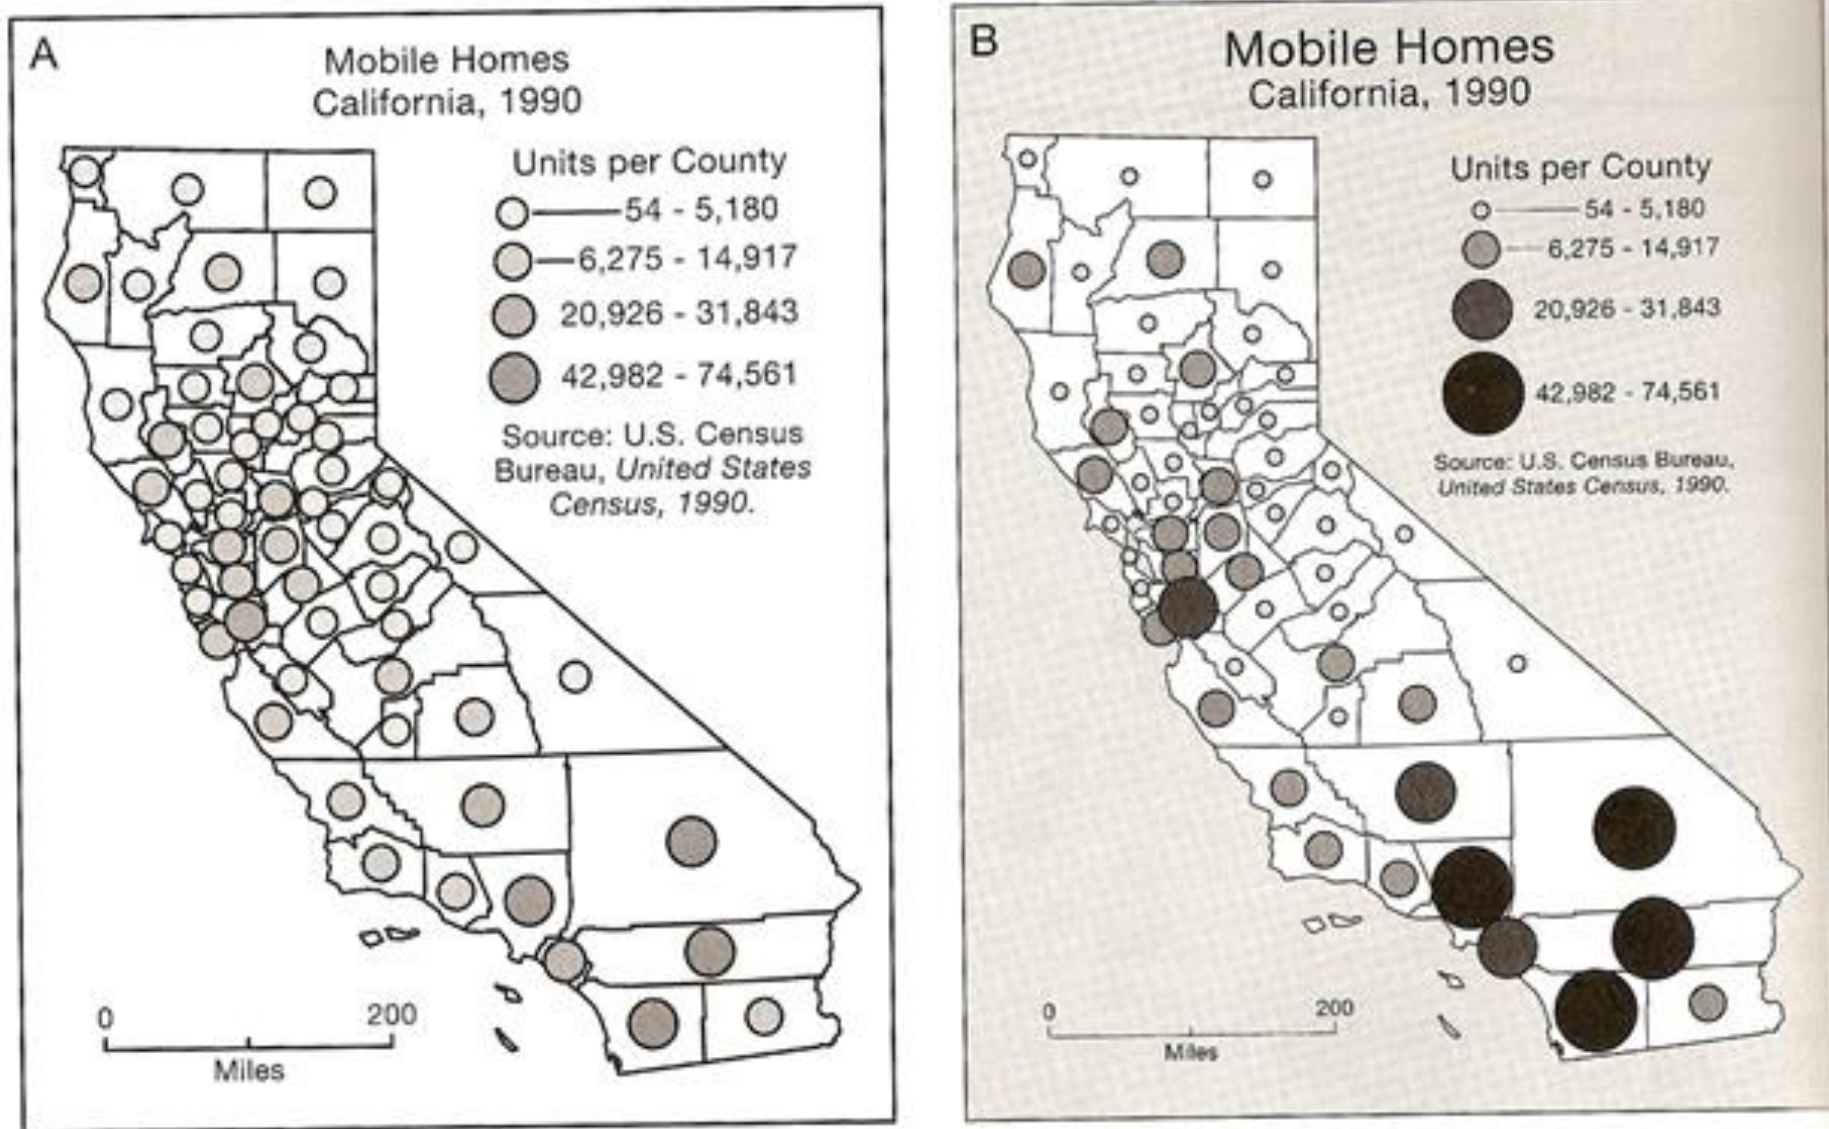 A
Mobile Homes
California, 1990
Units per County
54 - 5,180
6,275 - 14,917
20,926 - 31,843
42,982 - 74,561
Source: U.S. Census
Bureau, United States
Census, 1990.
0 200
Miles
B
Mobile Homes
California, 1990
Units per County
54 - 5,180
6,275 - 14,917
20,926 - 31,843
42,982 - 74,561
Source: U.S. Census Bureau,
United States Census, 1990.
0 200
Miles